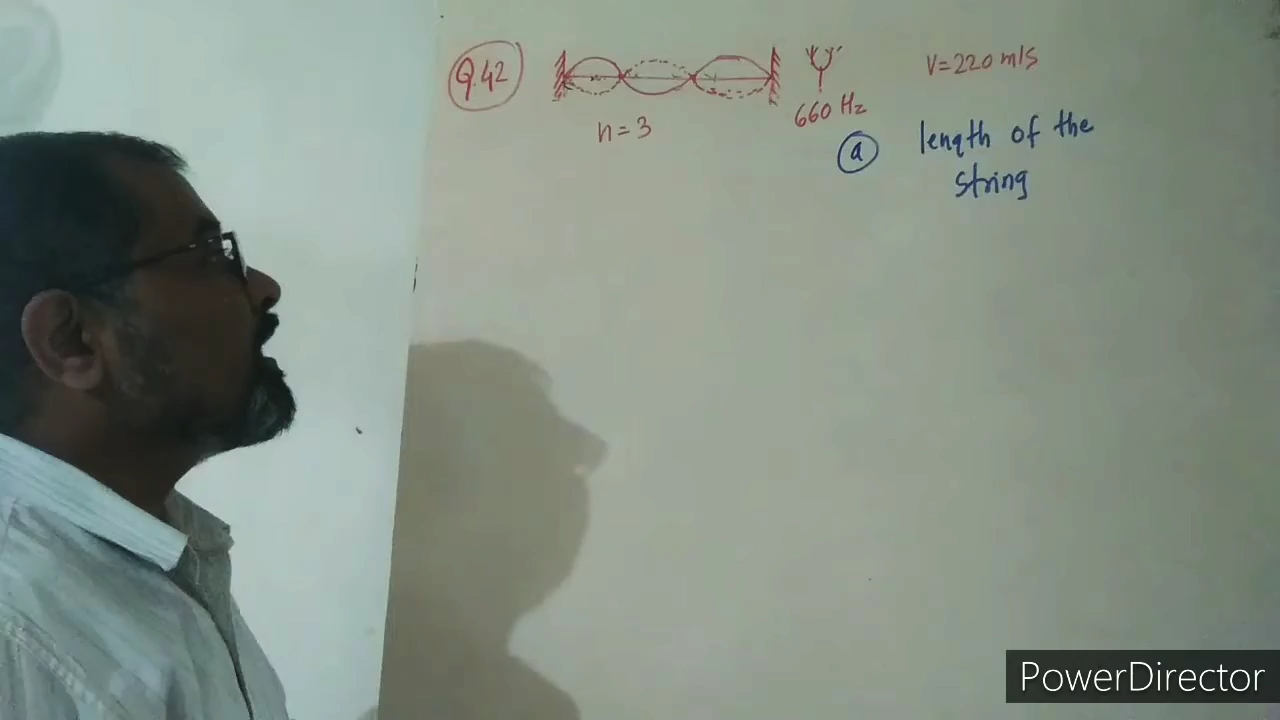 Q.42
n = 3
660 Hz
V = 220 m/s
a
length of the
string
PowerDirector